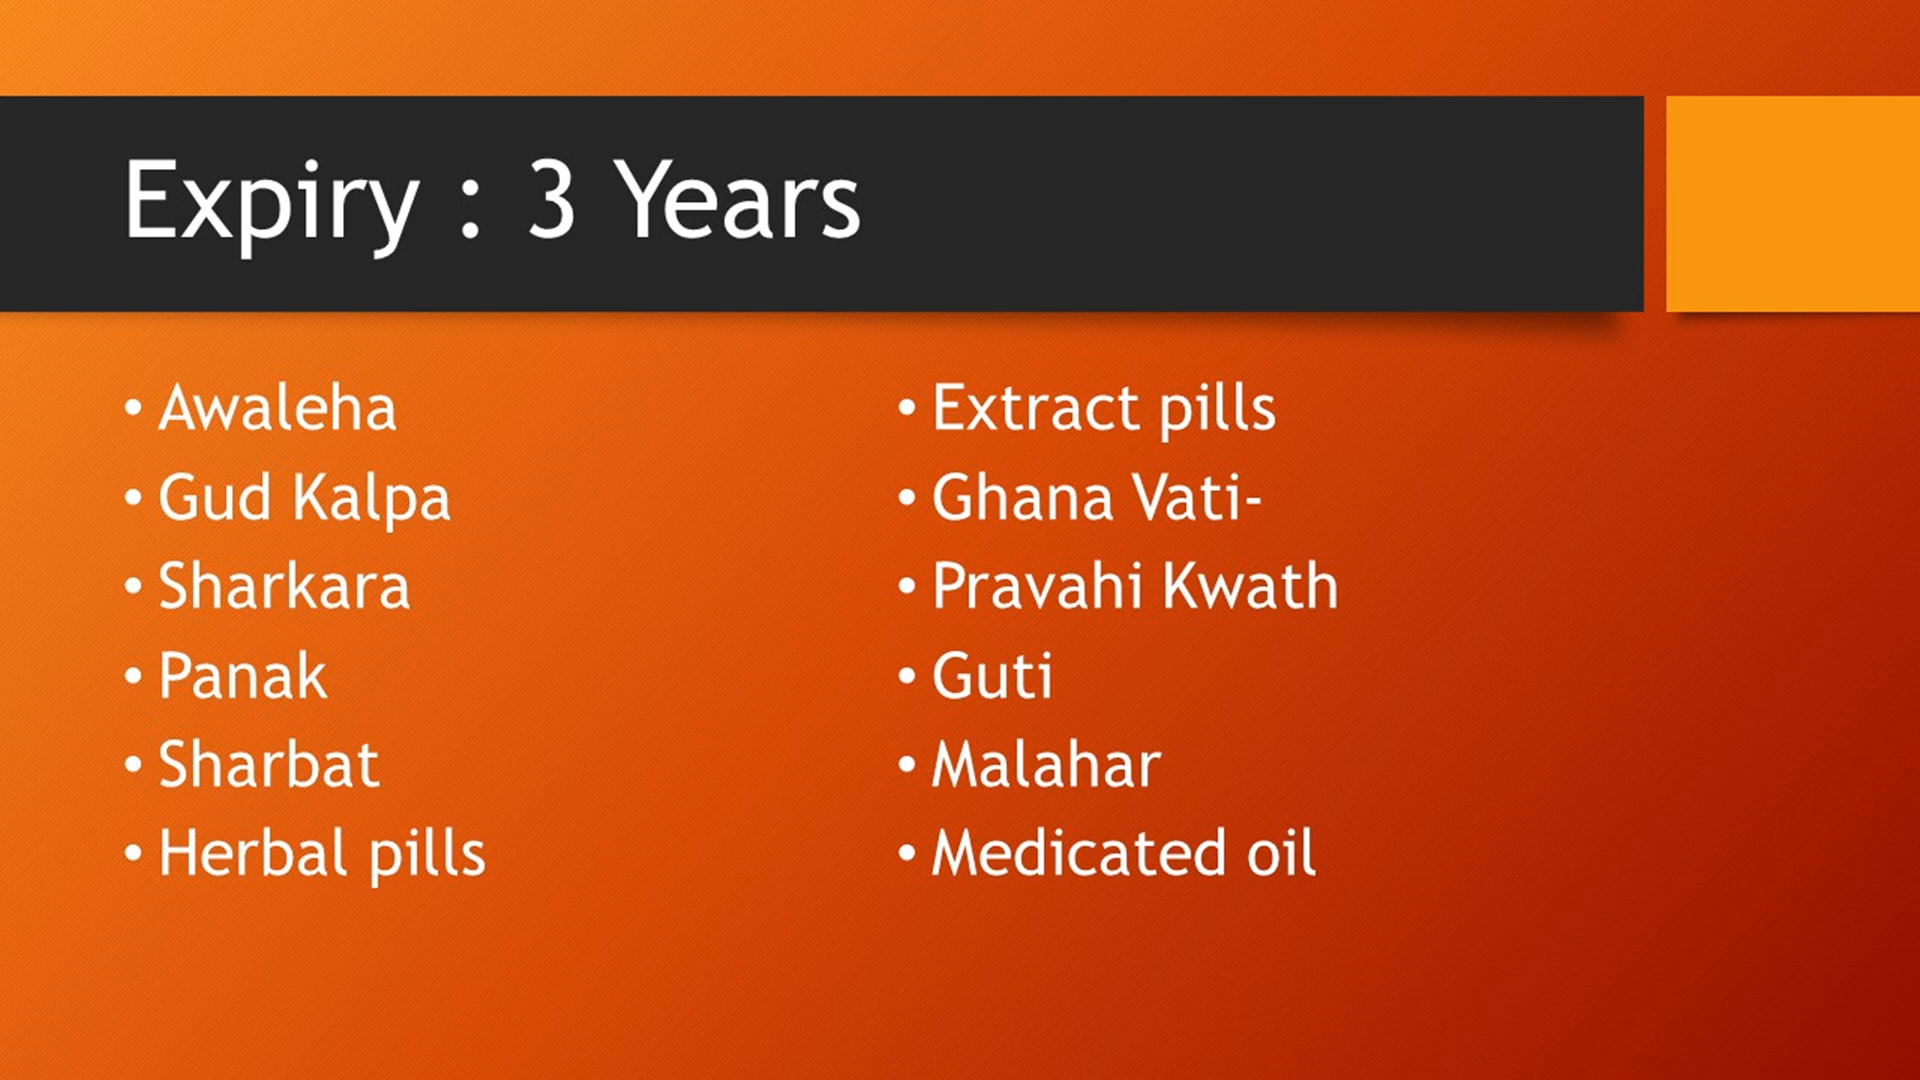 Expiry : 3 Years
• Awaleha
• Gud Kalpa
• Sharkara
• Panak
• Sharbat
• Herbal pills
• Extract pills
• Ghana Vati-
• Pravahi Kwath
• Guti
• Malahar
• Medicated oil